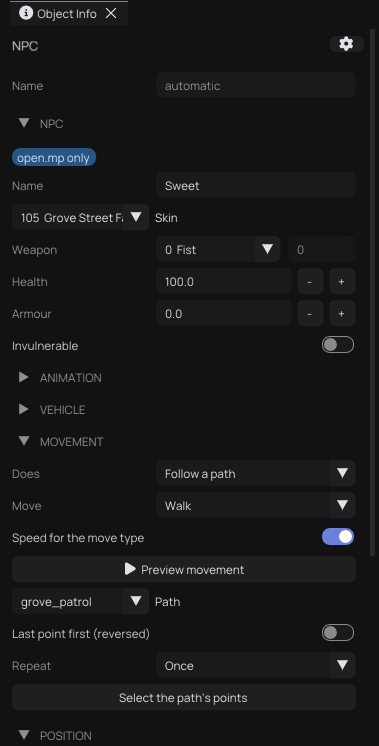 Object Info
NPC
Name automatic
NPC
open.mp only
Name Sweet
105 Grove Street Fa Skin
Weapon 0 Fist 0
Health 100.0 - +
Armour 0.0 - +
Invulnerable
ANIMATION
VEHICLE
MOVEMENT
Does Follow a path
Move Walk
Speed for the move type
Preview movement
grove_patrol Path
Last point first (reversed)
Repeat Once
Select the path's points
POSITION